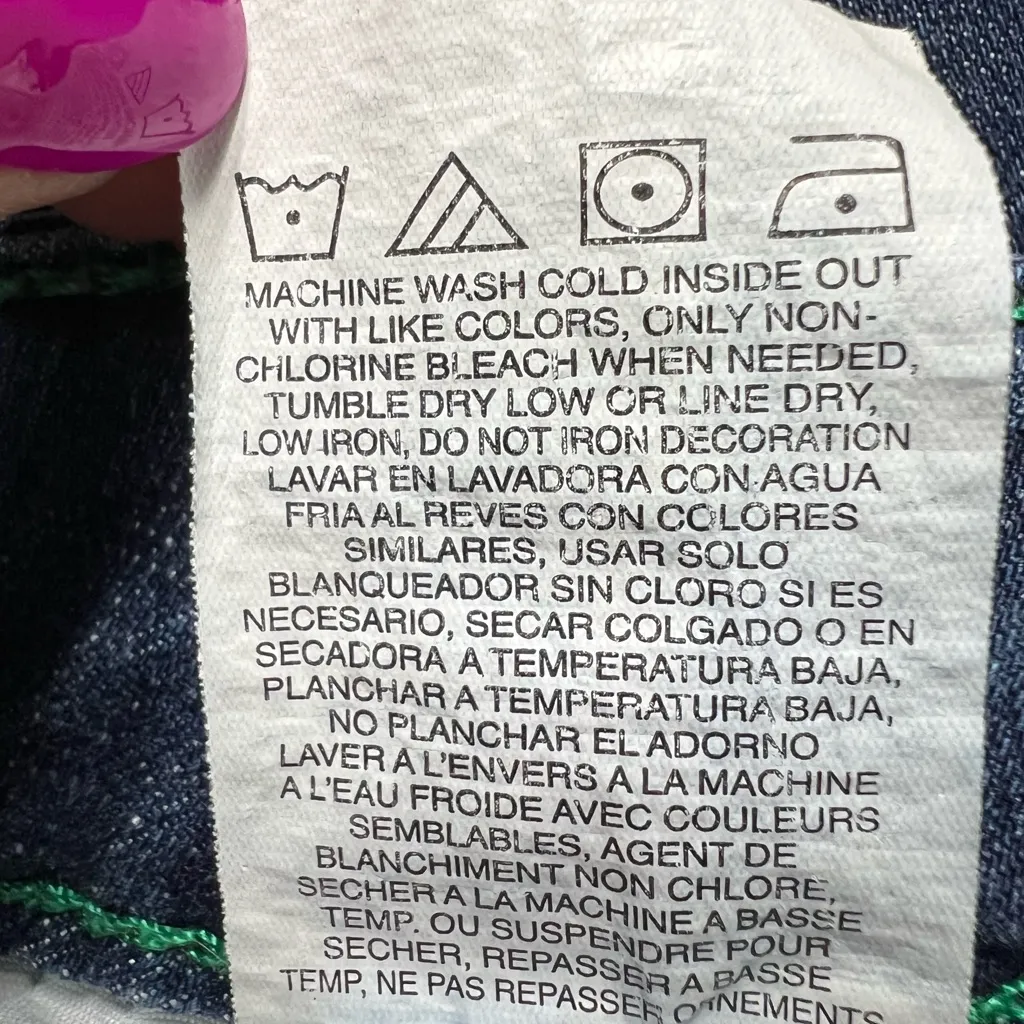 MACHINE WASH COLD INSIDE OUT
WITH LIKE COLORS, ONLY NON-
CHLORINE BLEACH WHEN NEEDED,
TUMBLE DRY LOW OR LINE DRY,
LOW IRON, DO NOT IRON DECORATION
LAVAR EN LAVADORA CON AGUA
FRIA AL REVES CON COLORES
SIMILARES, USAR SOLO
BLANQUEADOR SIN CLORO SI ES
NECESARIO, SECAR COLGADO O EN
SECADORA A TEMPERATURA BAJA,
PLANCHAR A TEMPERATURA BAJA,
NO PLANCHAR EL ADORNO
LAVER A L'ENVERS A LA MACHINE
A L'EAU FROIDE AVEC COULEURS
SEMBLABLES, AGENT DE
BLANCHIMENT NON CHLORE,
SECHER A LA MACHINE A BASSE
TEMP. OU SUSPENDRE POUR
SECHER, REPASSER A BASSE
TEMP, NE PAS REPASSER ORNEMENTS